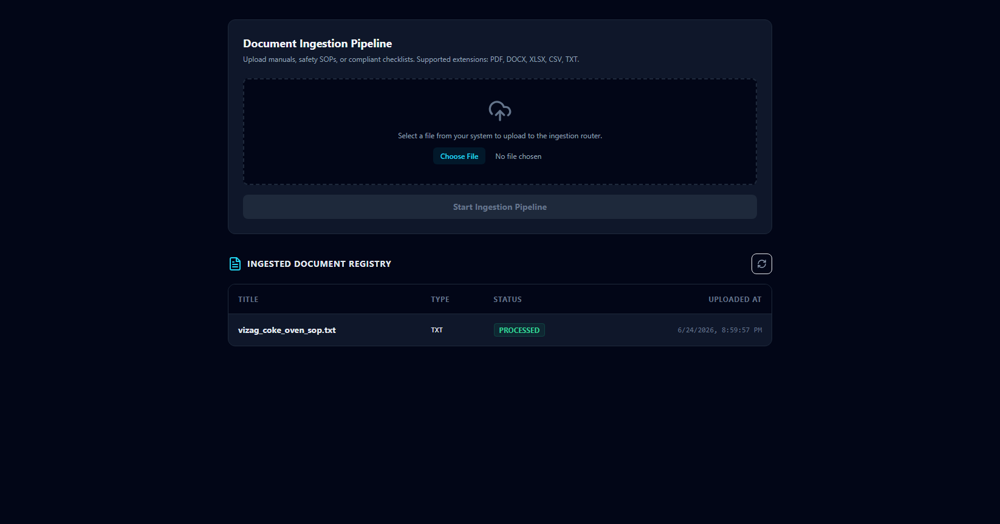 Document Ingestion Pipeline
Upload manuals, safety SOPs, or compliant checklists. Supported extensions: PDF, DOCX, XLSX, CSV, TXT.
Select a file from your system to upload to the ingestion router.
Choose File No file chosen
Start Ingestion Pipeline
INGESTED DOCUMENT REGISTRY
TITLE TYPE STATUS UPLOADED AT
vizag_coke_oven_sop.txt TXT PROCESSED 6/24/2026, 8:59:57 PM